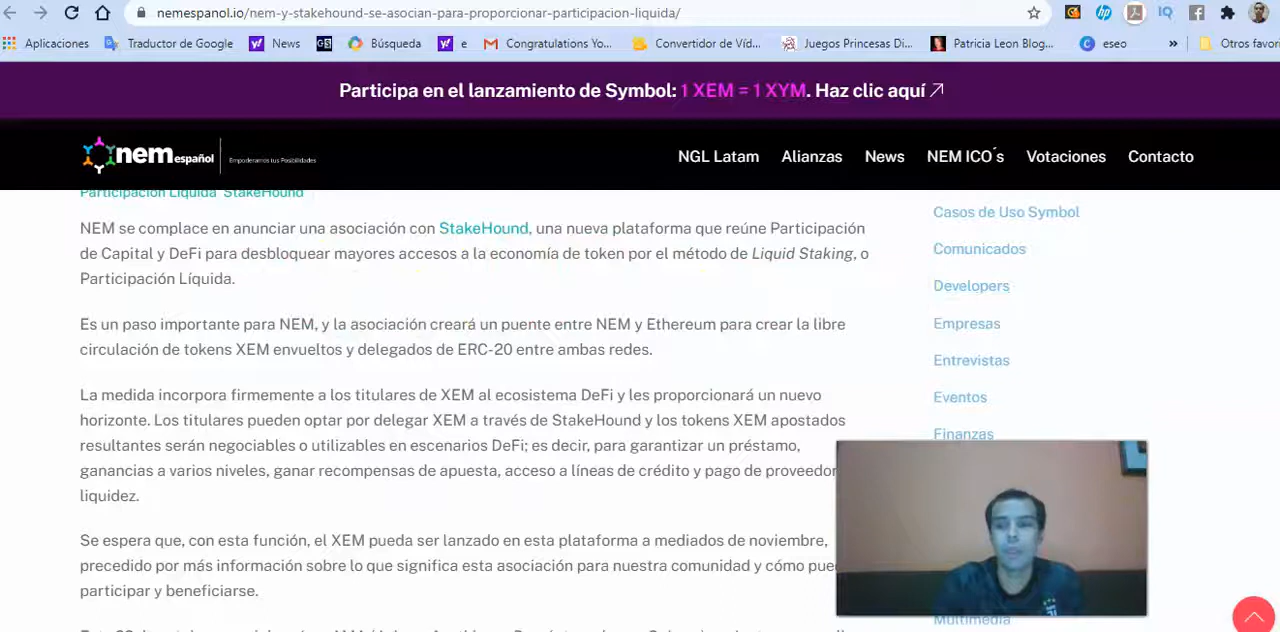 nemespanol.io/nem-y-stakehound-se-asocian-para-proporcionar-participacion-liquida/
Aplicaciones
Traductor de Google
News
GS
Búsqueda
e
Congratulations Yo...
Convertidor de Víd...
Juegos Princesas Di...
Patricia Leon Blog...
eseo
»
Otros favori
Participa en el lanzamiento de Symbol: 1 XEM = 1 XYM. Haz clic aquí
nem español
Empoderamos tus Posibilidades
NGL Latam
Alianzas
News
NEM ICO´s
Votaciones
Contacto
Participación Líquida StakeHound
NEM se complace en anunciar una asociación con StakeHound, una nueva plataforma que reúne Participación
de Capital y DeFi para desbloquear mayores accesos a la economía de token por el método de Liquid Staking, o
Participación Líquida.
Es un paso importante para NEM, y la asociación creará un puente entre NEM y Ethereum para crear la libre
circulación de tokens XEM envueltos y delegados de ERC-20 entre ambas redes.
La medida incorpora firmemente a los titulares de XEM al ecosistema DeFi y les proporcionará un nuevo
horizonte. Los titulares pueden optar por delegar XEM a través de StakeHound y los tokens XEM apostados
resultantes serán negociables o utilizables en escenarios DeFi; es decir, para garantizar un préstamo,
ganancias a varios niveles, ganar recompensas de apuesta, acceso a líneas de crédito y pago de proveedor
liquidez.
Se espera que, con esta función, el XEM pueda ser lanzado en esta plataforma a mediados de noviembre,
precedido por más información sobre lo que significa esta asociación para nuestra comunidad y cómo pue
participar y beneficiarse.
Casos de Uso Symbol
Comunicados
Developers
Empresas
Entrevistas
Eventos
Finanzas
Multimedia